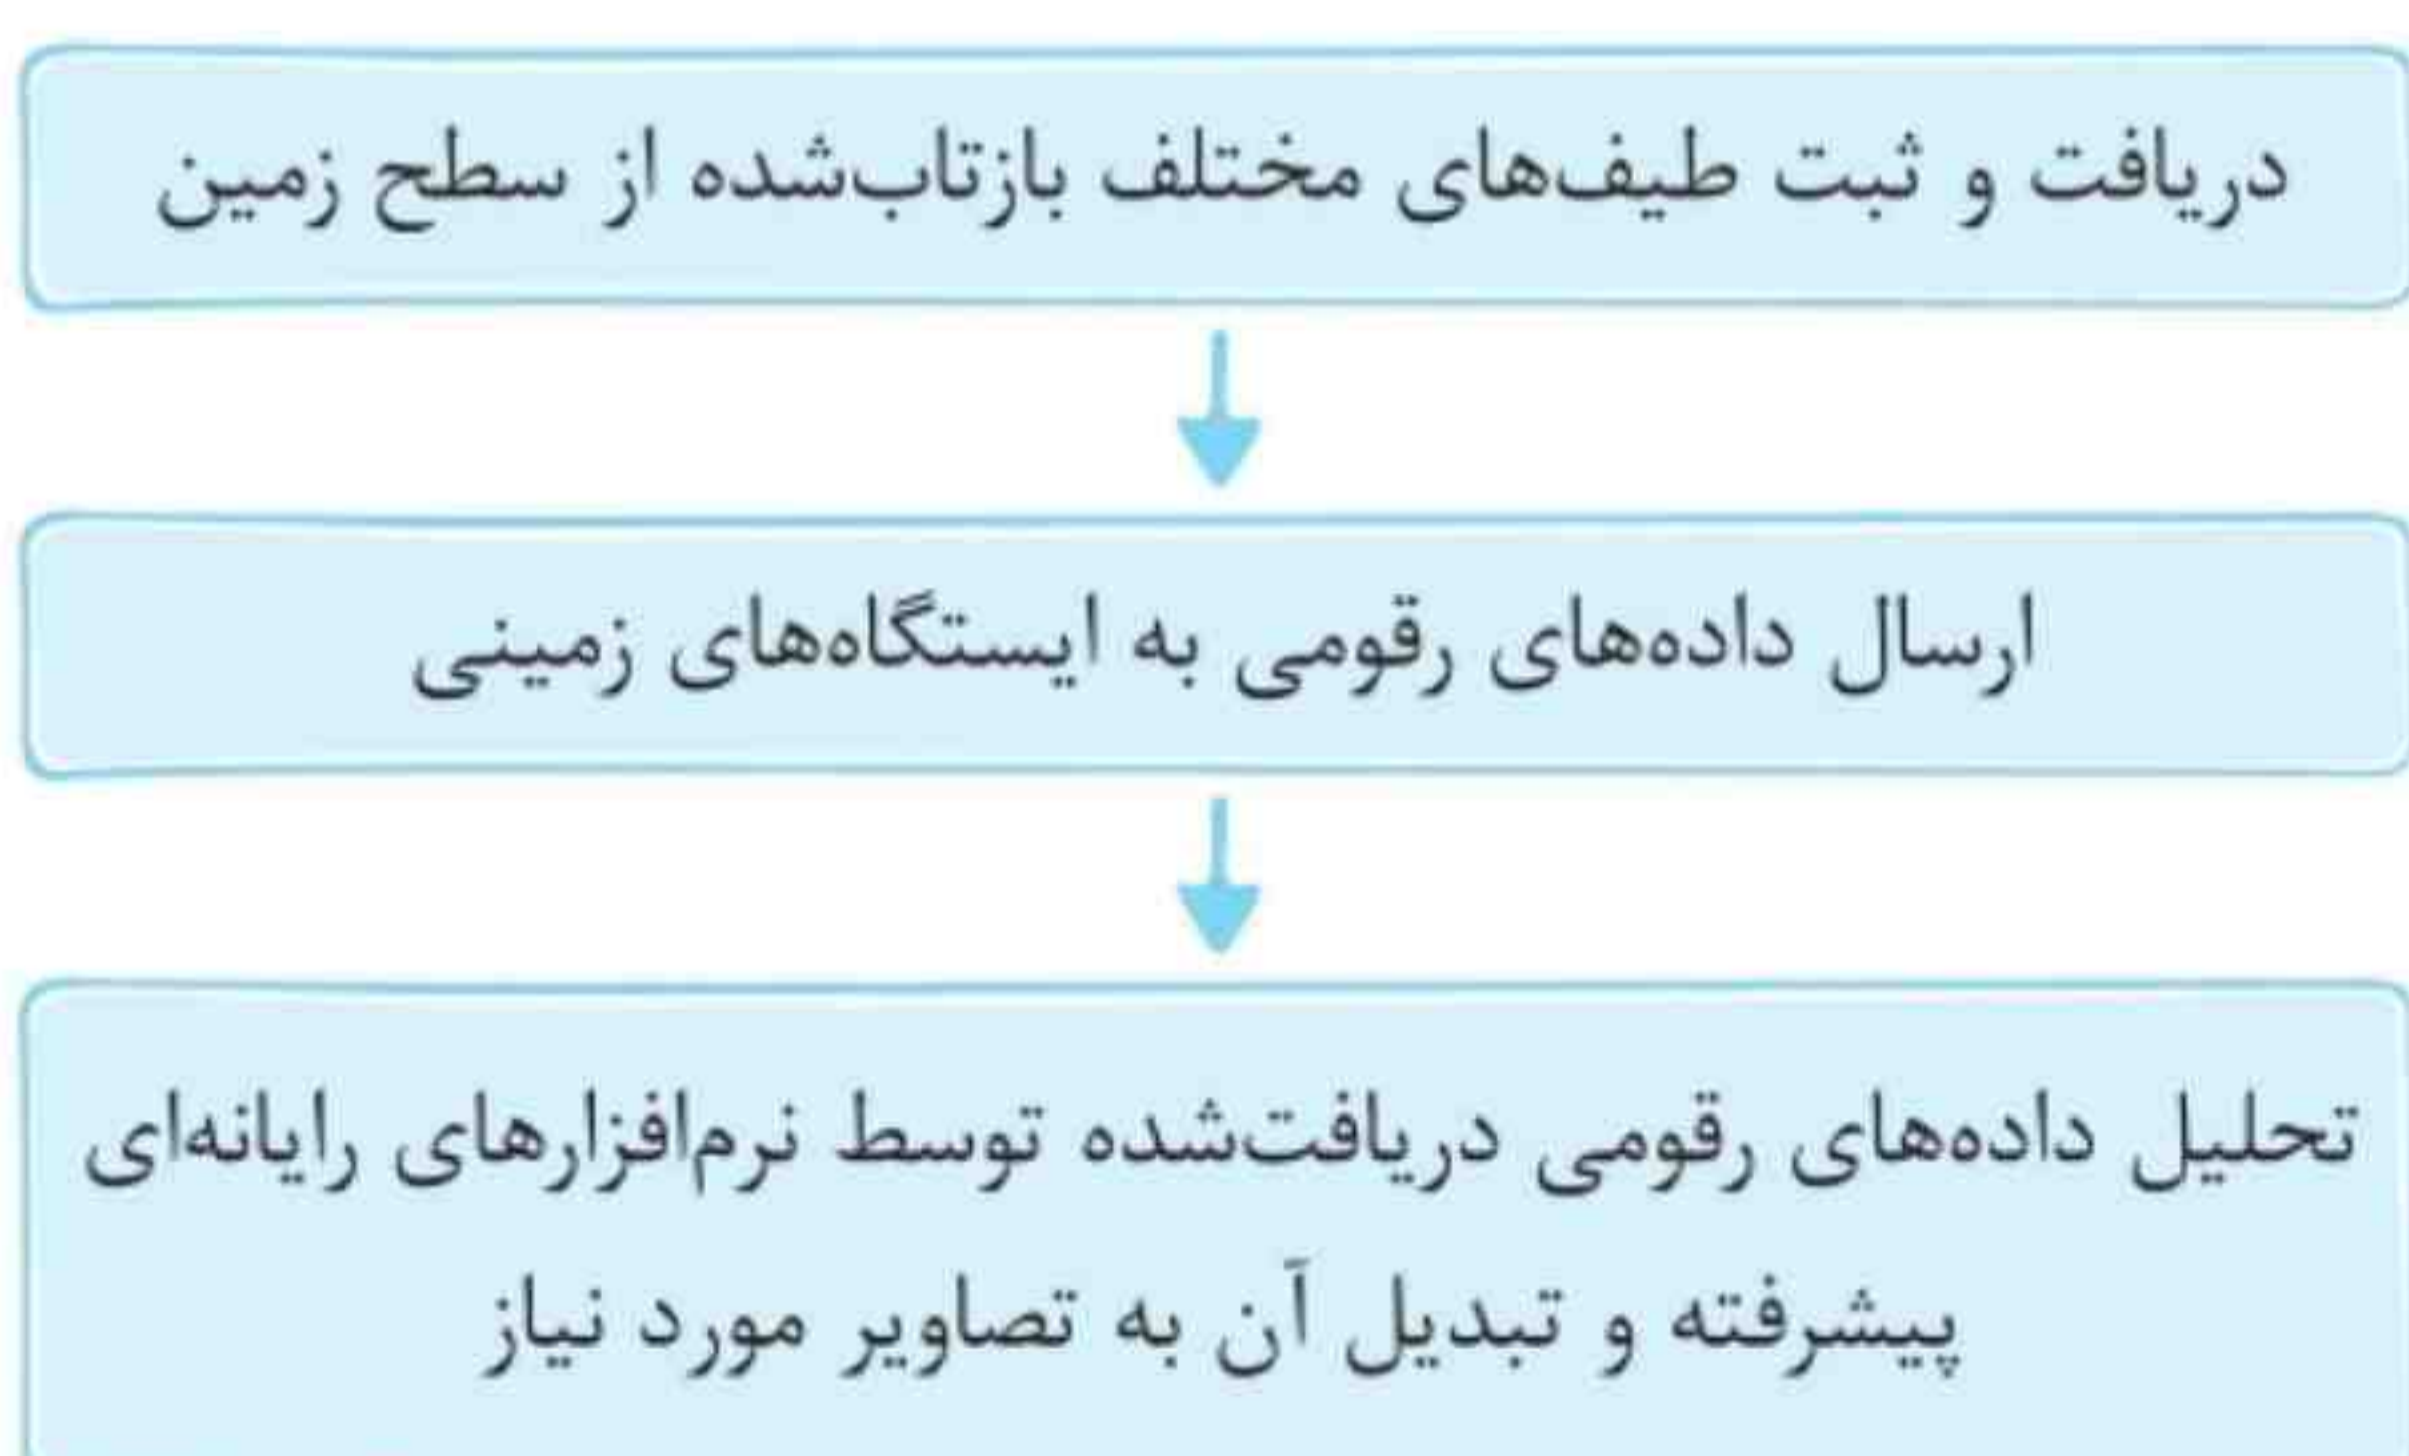 دریافت و ثبت طیف‌های مختلف بازتاب‌شده از سطح زمین
ارسال داده‌های رقومی به ایستگاه‌های زمینی
تحلیل داده‌های رقومی دریافت‌شده توسط نرم‌افزارهای رایانه‌ای
پیشرفته و تبدیل آن به تصاویر مورد نیاز